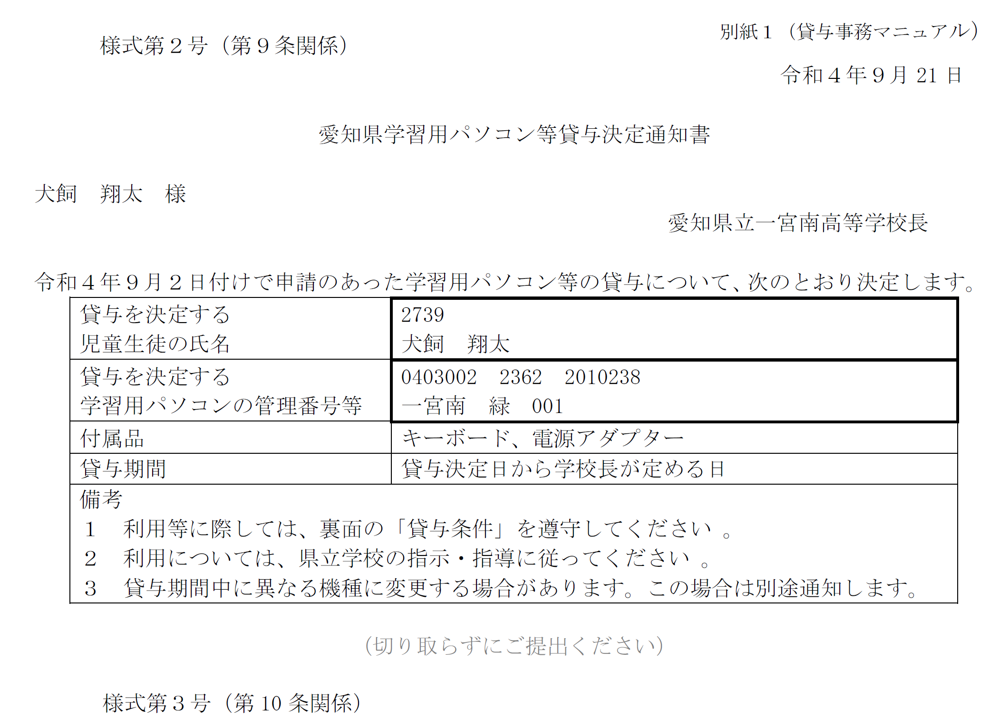 別紙１（貸与事務マニュアル）
様式第２号（第９条関係）
令和４年９月 21 日
愛知県学習用パソコン等貸与決定通知書
犬飼　翔太　様
愛知県立一宮南高等学校長
令和４年９月２日付けで申請のあった学習用パソコン等の貸与について、次のとおり決定します。
貸与を決定する
児童生徒の氏名
2739
犬飼　翔太
貸与を決定する
学習用パソコンの管理番号等
0403002　2362　2010238
一宮南　緑　001
付属品
キーボード、電源アダプター
貸与期間
貸与決定日から学校長が定める日
備考
１　利用等に際しては、裏面の「貸与条件」を遵守してください 。
２　利用については、県立学校の指示・指導に従ってください 。
３　貸与期間中に異なる機種に変更する場合があります。この場合は別途通知します。
（切り取らずにご提出ください）
様式第３号（第 10 条関係）